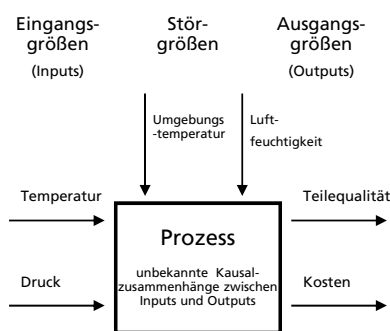 Eingangs-
größen
(Inputs)
Stör-
größen
Ausgangs-
größen
(Outputs)
Umgebungs
-temperatur
Luft-
feuchtigkeit
Temperatur
Druck
Prozess
unbekannte Kausal-
zusammenhänge zwischen
Inputs und Outputs
Teilequalität
Kosten